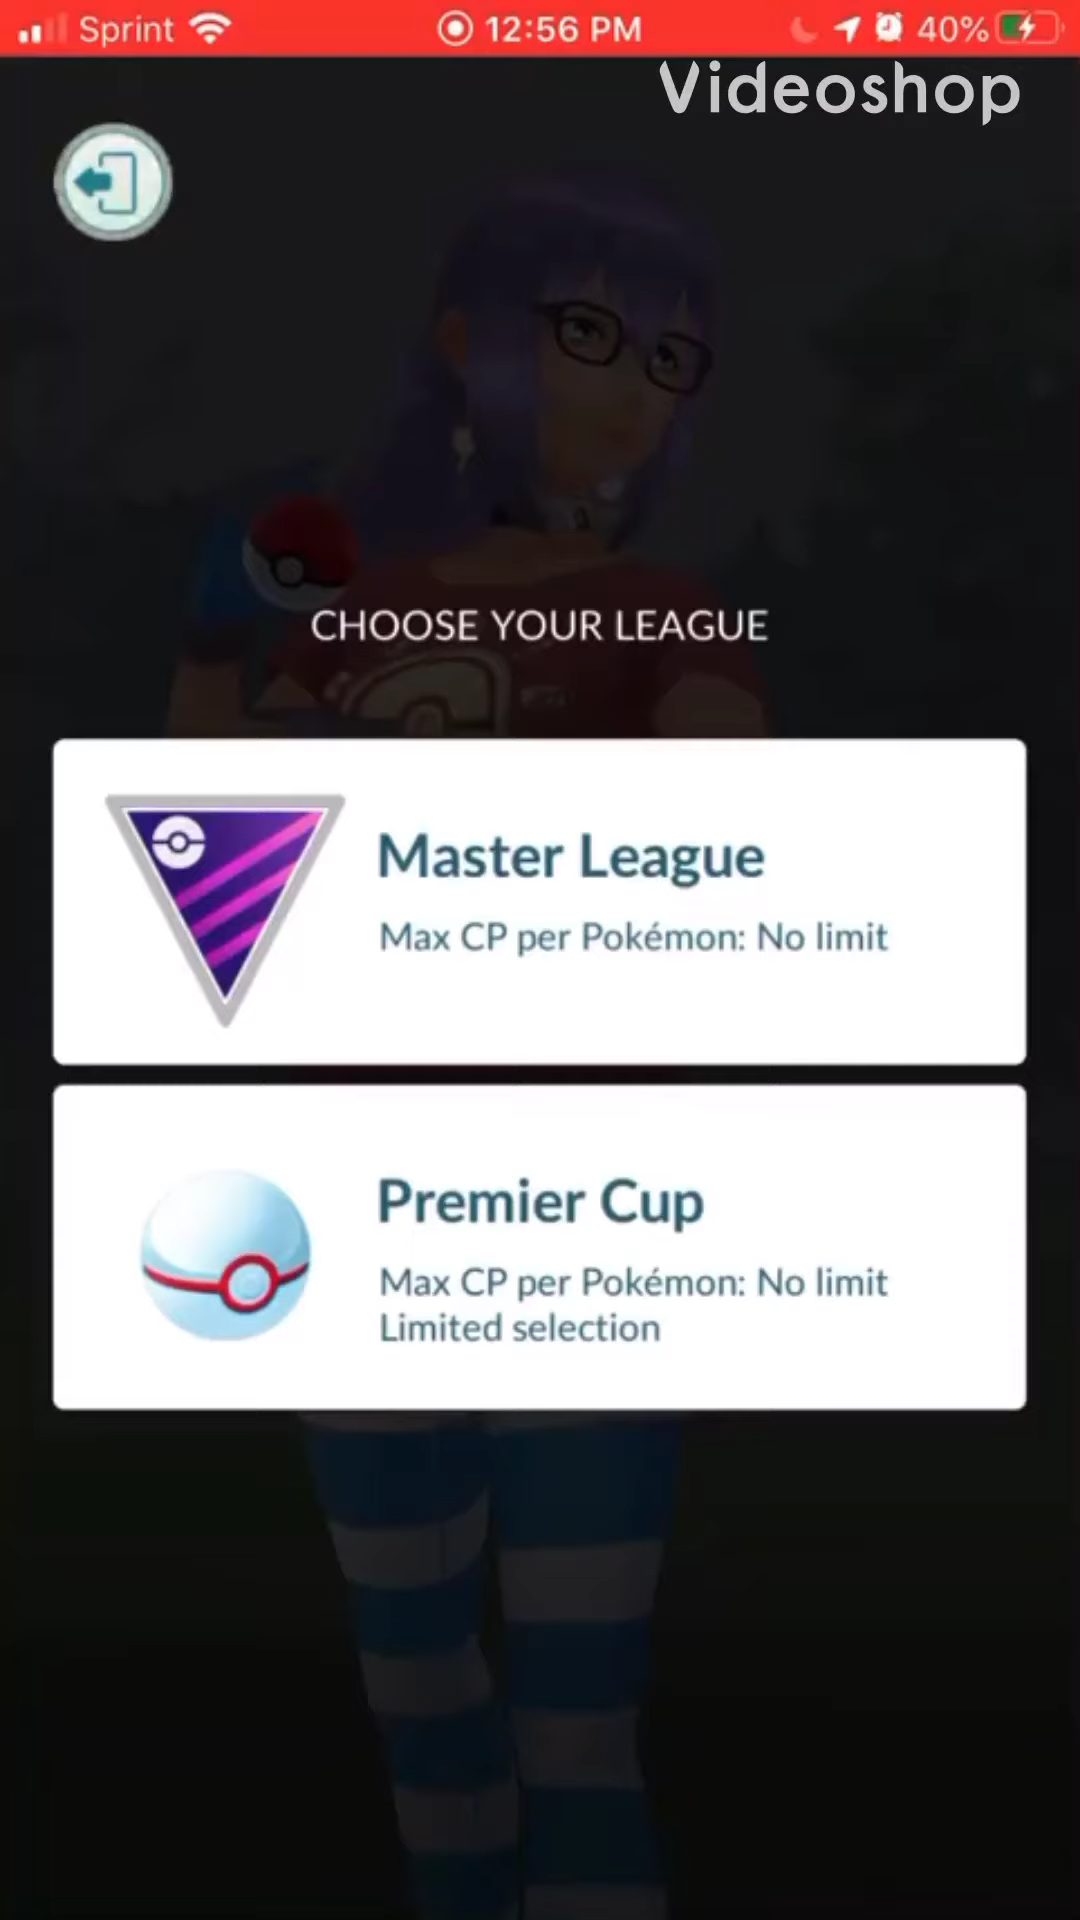 Sprint 12:56 PM 40%
Videoshop
CHOOSE YOUR LEAGUE
Master League
Max CP per Pokémon: No limit
Premier Cup
Max CP per Pokémon: No limit
Limited selection